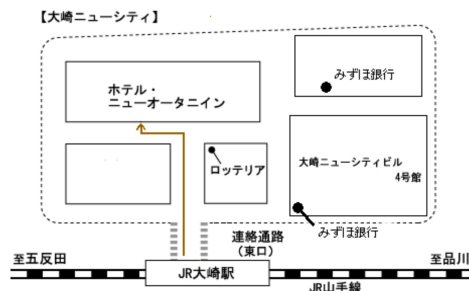 【大崎ニューシティ】
みずほ銀行
ホテル・
ニューオータニイン
ロッテリア
大崎ニューシティビル
4号館
みずほ銀行
連絡通路
(東口)
至五反田
至品川
JR大崎駅
JR山手線